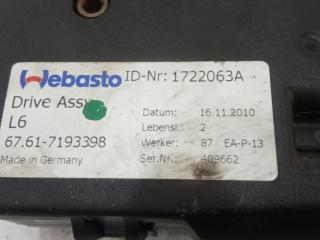 Webasto ID-Nr: 1722063A
Drive Assy
L6
67.61-7193398
Made in Germany
Datum: 16.11.2010
Lebensl.: 2
Werker: 87 EA-P-13
Ser.Nr.: 409662